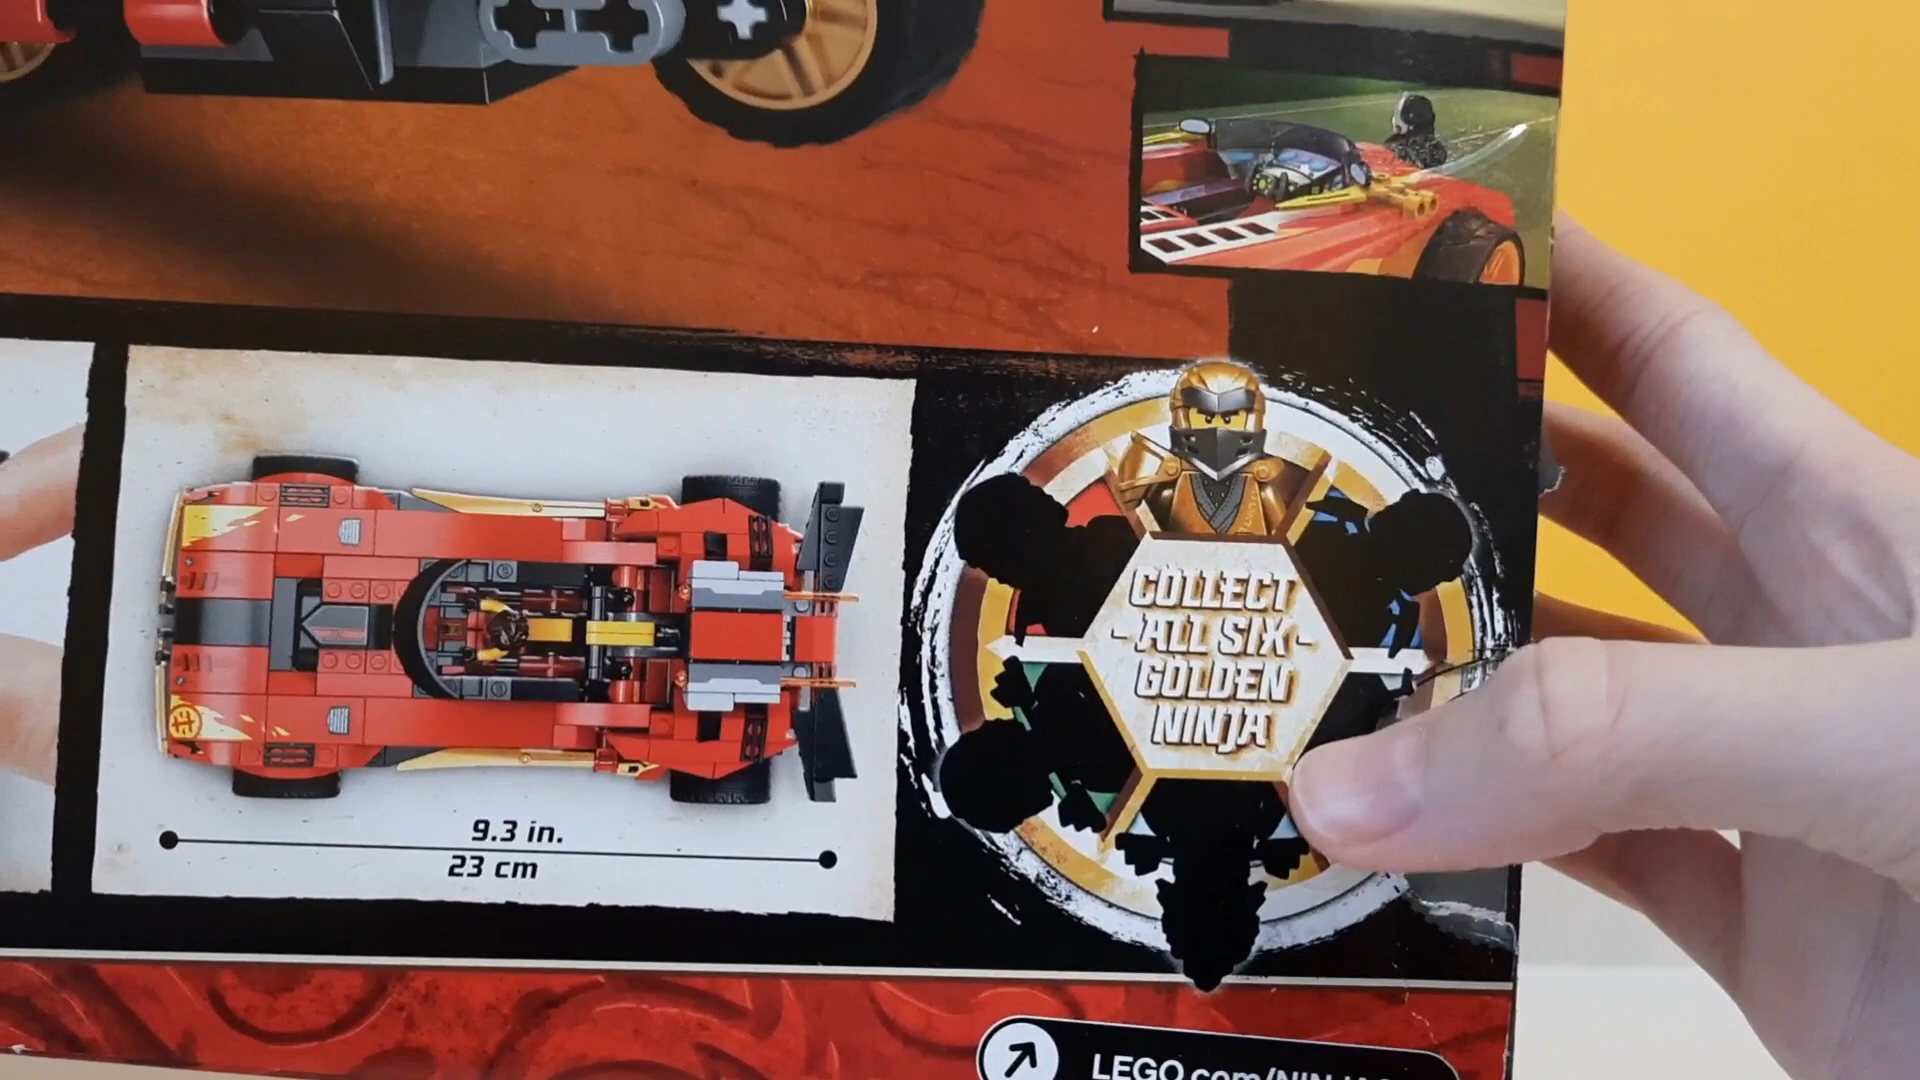 COLLECT
- ALL SIX -
GOLDEN
NINJA
9.3 in.
23 cm